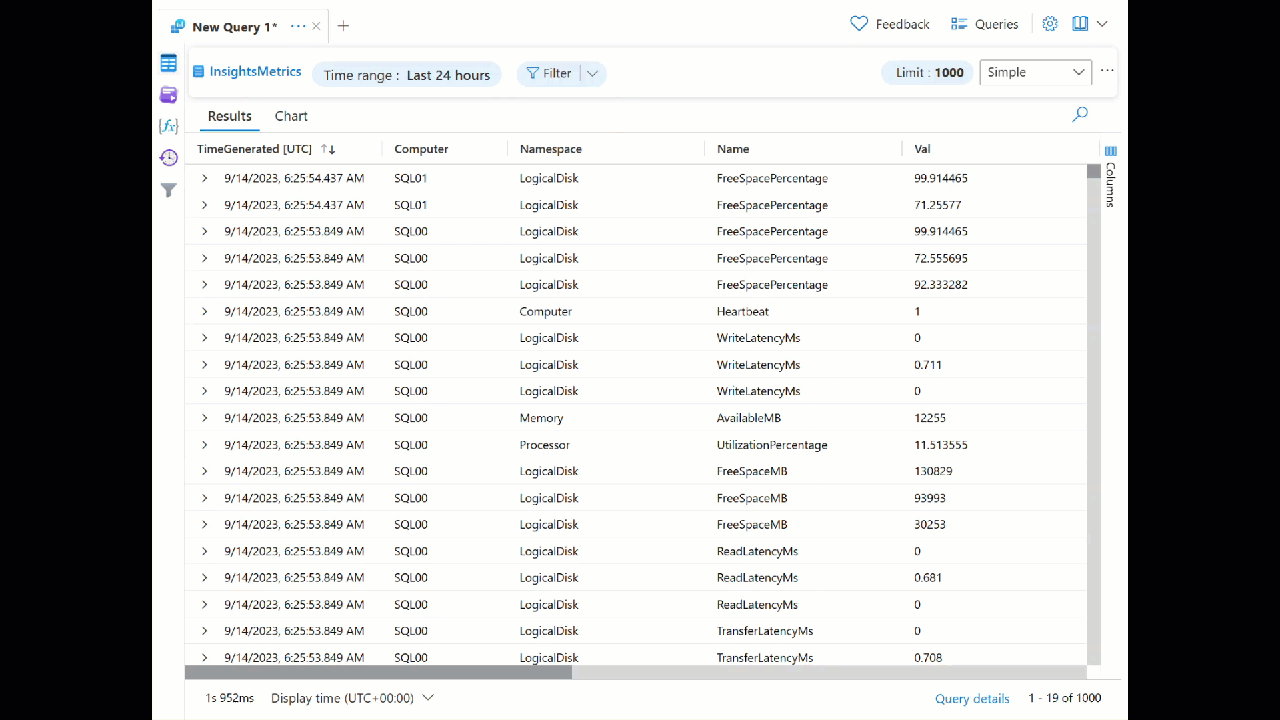 New Query 1* ··· × +
Feedback Queries
InsightsMetrics Time range : Last 24 hours Filter Limit : 1000 Simple ···
Results Chart
TimeGenerated [UTC] ↑↓ Computer Namespace Name Val
Columns
9/14/2023, 6:25:54.437 AM SQL01 LogicalDisk FreeSpacePercentage 99.914465
9/14/2023, 6:25:54.437 AM SQL01 LogicalDisk FreeSpacePercentage 71.25577
9/14/2023, 6:25:53.849 AM SQL00 LogicalDisk FreeSpacePercentage 99.914465
9/14/2023, 6:25:53.849 AM SQL00 LogicalDisk FreeSpacePercentage 72.555695
9/14/2023, 6:25:53.849 AM SQL00 LogicalDisk FreeSpacePercentage 92.333282
9/14/2023, 6:25:53.849 AM SQL00 Computer Heartbeat 1
9/14/2023, 6:25:53.849 AM SQL00 LogicalDisk WriteLatencyMs 0
9/14/2023, 6:25:53.849 AM SQL00 LogicalDisk WriteLatencyMs 0.711
9/14/2023, 6:25:53.849 AM SQL00 LogicalDisk WriteLatencyMs 0
9/14/2023, 6:25:53.849 AM SQL00 Memory AvailableMB 12255
9/14/2023, 6:25:53.849 AM SQL00 Processor UtilizationPercentage 11.513555
9/14/2023, 6:25:53.849 AM SQL00 LogicalDisk FreeSpaceMB 130829
9/14/2023, 6:25:53.849 AM SQL00 LogicalDisk FreeSpaceMB 93993
9/14/2023, 6:25:53.849 AM SQL00 LogicalDisk FreeSpaceMB 30253
9/14/2023, 6:25:53.849 AM SQL00 LogicalDisk ReadLatencyMs 0
9/14/2023, 6:25:53.849 AM SQL00 LogicalDisk ReadLatencyMs 0.681
9/14/2023, 6:25:53.849 AM SQL00 LogicalDisk ReadLatencyMs 0
9/14/2023, 6:25:53.849 AM SQL00 LogicalDisk TransferLatencyMs 0
9/14/2023, 6:25:53.849 AM SQL00 LogicalDisk TransferLatencyMs 0.708
1s 952ms Display time (UTC+00:00) Query details 1 - 19 of 1000